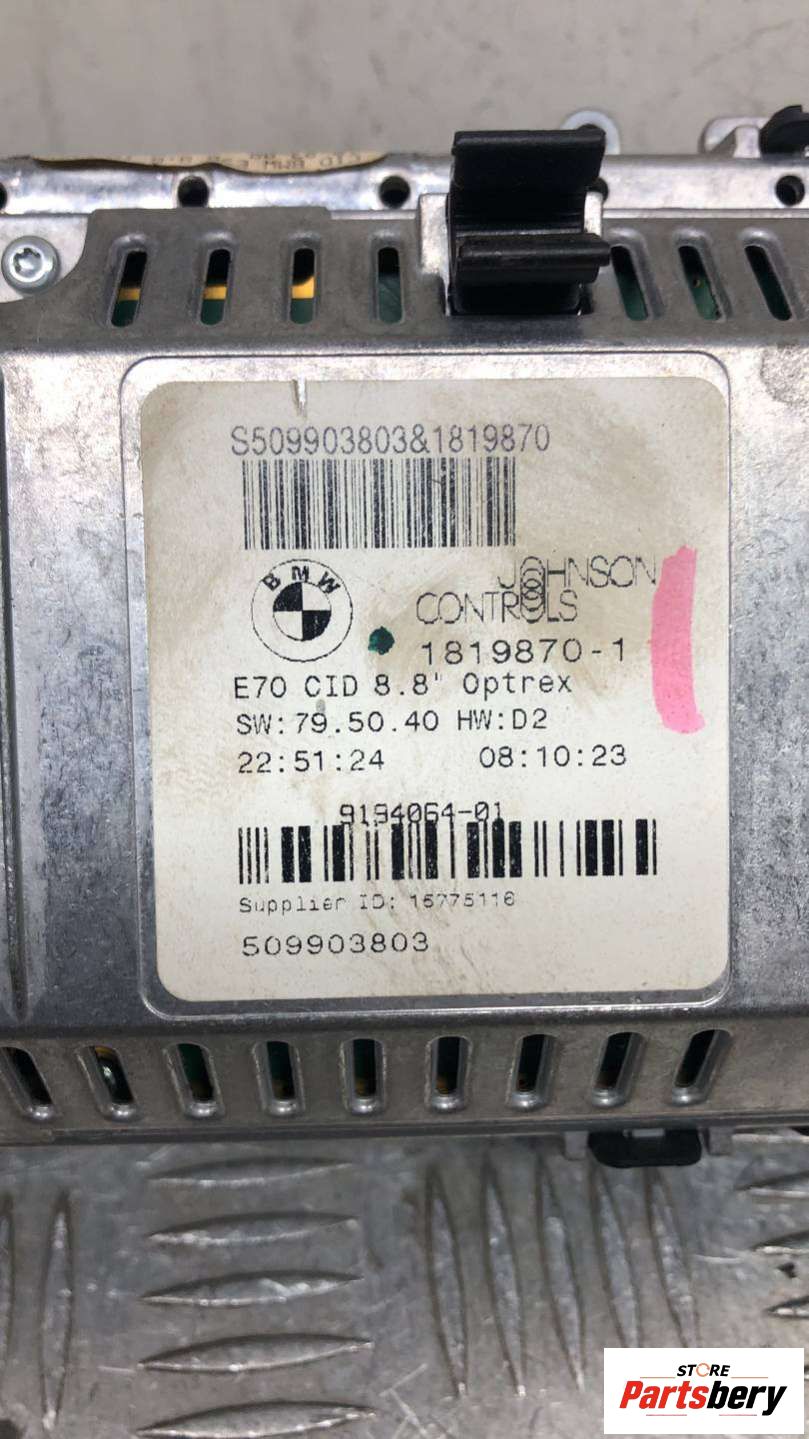 S509903803&1819870
BMW
JOHNSON
CONTROLS
1819870-1
E70 CID 8.8" Optrex
SW:79.50.40 HW:D2
22:51:24 08:10:23
9194064-01
Supplier ID: 15775116
509903803
STORE
Partsbery